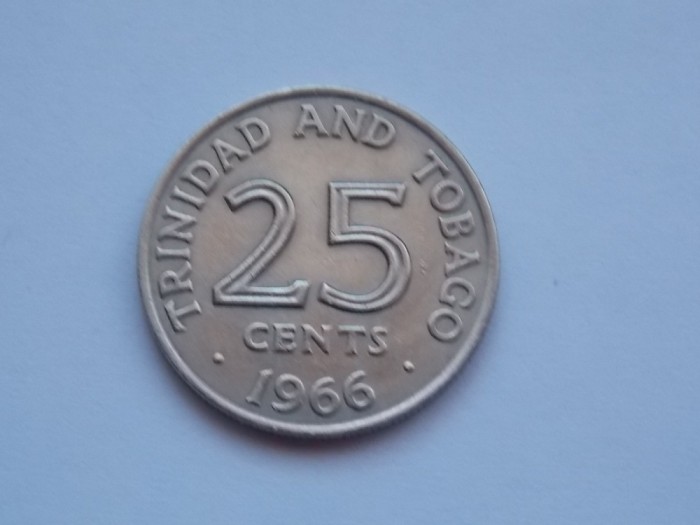 TRINIDAD AND TOBAGO
25
CENTS
· 1966 ·